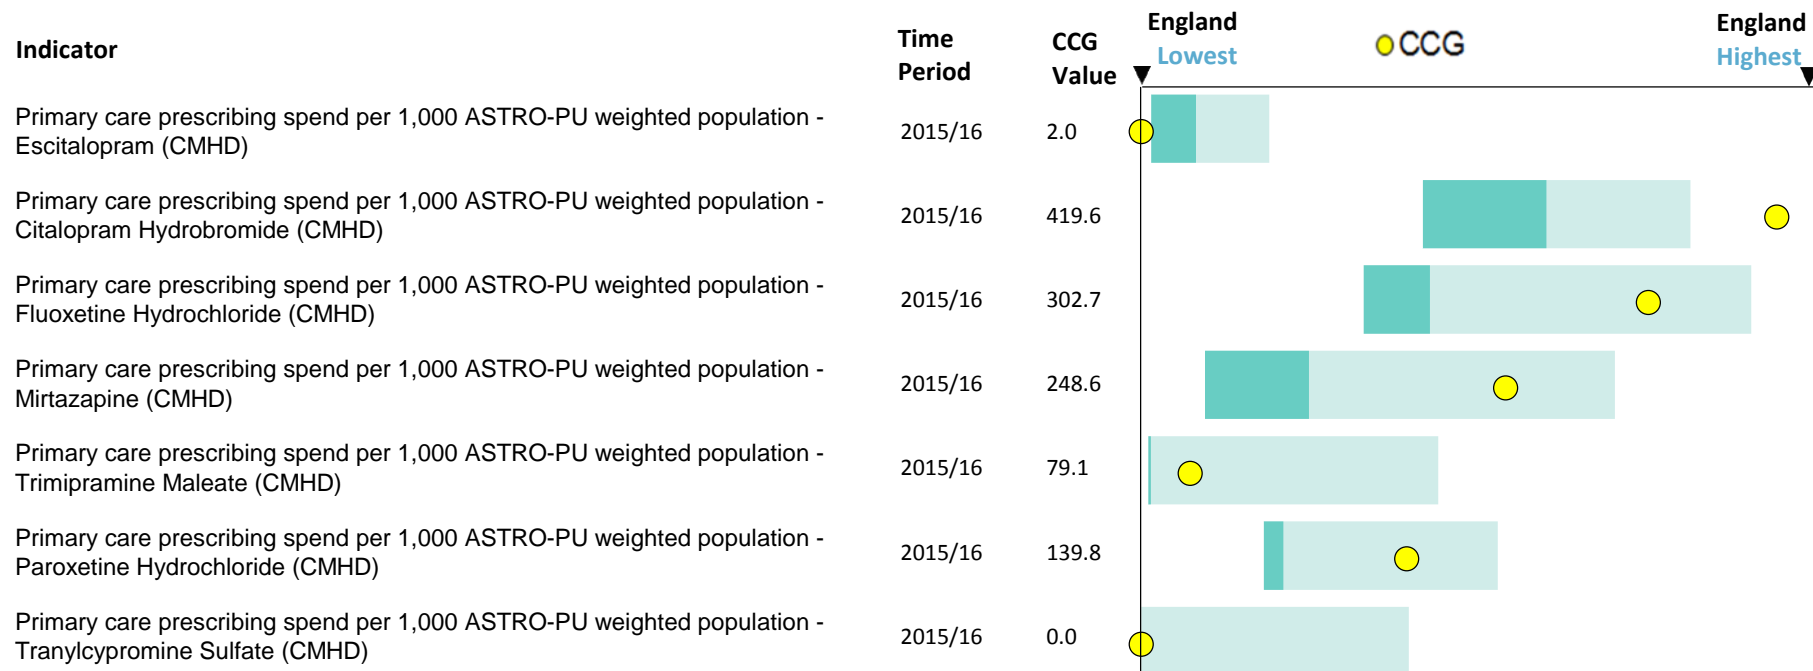 Indicator
Time
Period
CCG
Value
England
Lowest
CCG
England
Highest
Primary care prescribing spend per 1,000 ASTRO-PU weighted population -
Escitalopram (CMHD)
2015/16
2.0
Primary care prescribing spend per 1,000 ASTRO-PU weighted population -
Citalopram Hydrobromide (CMHD)
2015/16
419.6
Primary care prescribing spend per 1,000 ASTRO-PU weighted population -
Fluoxetine Hydrochloride (CMHD)
2015/16
302.7
Primary care prescribing spend per 1,000 ASTRO-PU weighted population -
Mirtazapine (CMHD)
2015/16
248.6
Primary care prescribing spend per 1,000 ASTRO-PU weighted population -
Trimipramine Maleate (CMHD)
2015/16
79.1
Primary care prescribing spend per 1,000 ASTRO-PU weighted population -
Paroxetine Hydrochloride (CMHD)
2015/16
139.8
Primary care prescribing spend per 1,000 ASTRO-PU weighted population -
Tranylcypromine Sulfate (CMHD)
2015/16
0.0